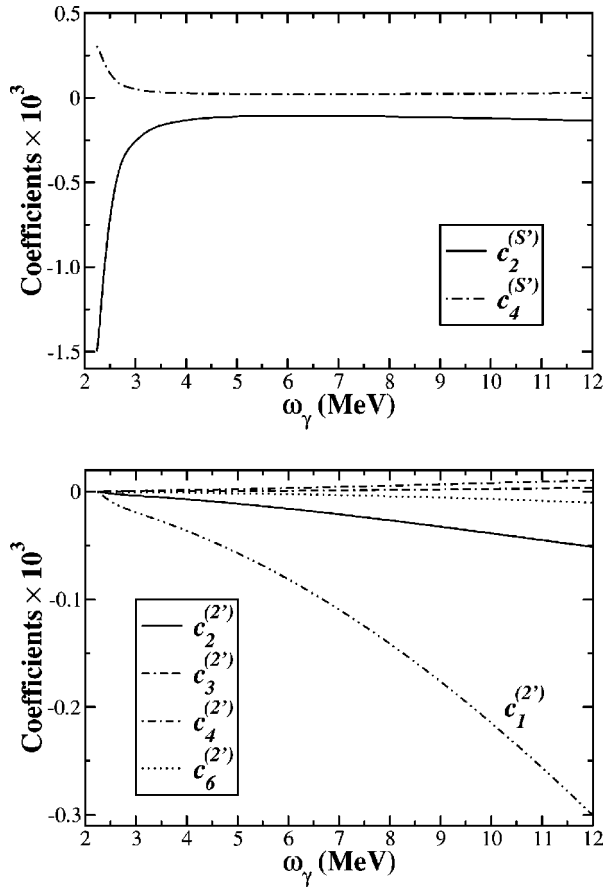 0.5
0
-0.5
-1.0
-1.5
Coefficients × 10³
c₂⁽ˢ'⁾
c₄⁽ˢ'⁾
2 3 4 5 6 7 8 9 10 11 12
ω_γ (MeV)
0
-0.1
-0.2
-0.3
Coefficients × 10³
c₂⁽²'⁾
c₃⁽²'⁾
c₄⁽²'⁾
c₆⁽²'⁾
c₁⁽²'⁾
2 3 4 5 6 7 8 9 10 11 12
ω_γ (MeV)